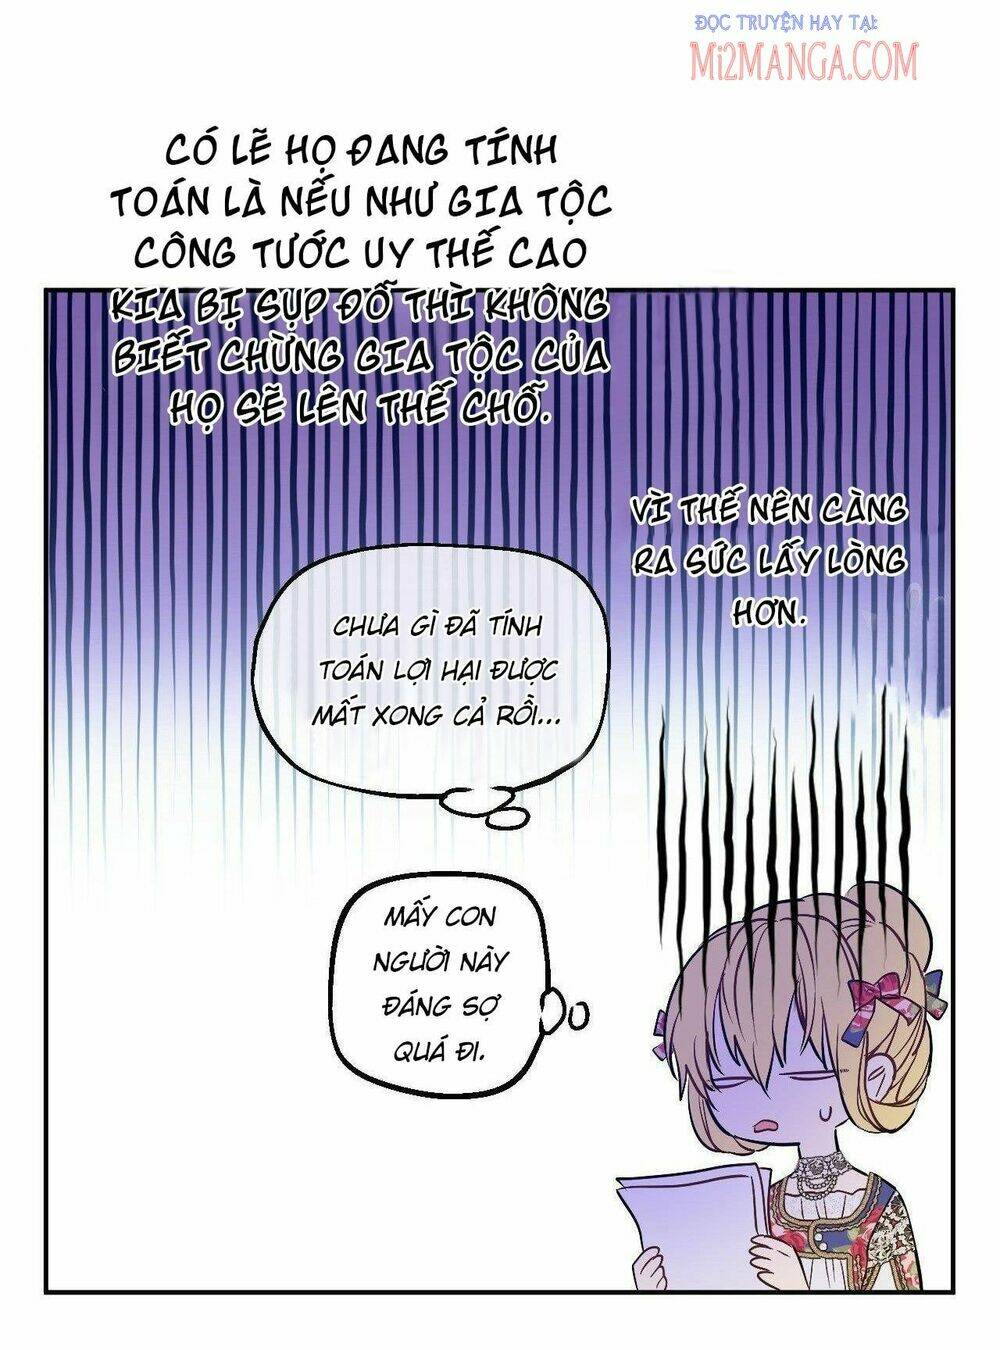 ĐỌC TRUYỆN HAY TẠI:
MI2MANGA.COM
CÓ LẼ HỌ ĐANG TÍNH
TOÁN LÀ NẾU NHƯ GIA TỘC
CÔNG TƯỚC UY THẾ CAO
KIA BỊ SỤP ĐỔ THÌ KHÔNG
BIẾT CHỪNG GIA TỘC CỦA
HỌ SẼ LÊN THẾ CHỖ.
VÌ THẾ NÊN CÀNG
RA SỨC LẤY LÒNG
HƠN.
CHƯA GÌ ĐÃ TÍNH
TOÁN LỢI HẠI ĐƯỢC
MẤT XONG CẢ RỒI...
MẤY CON
NGƯỜI NÀY
ĐÁNG SỢ
QUÁ ĐI.